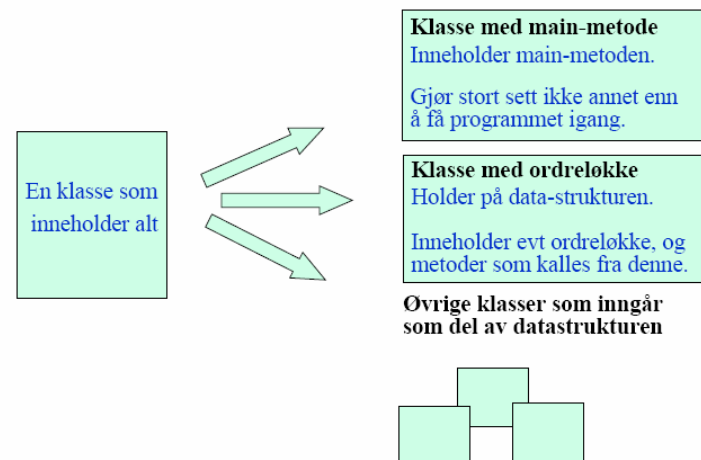 En klasse som
inneholder alt
Klasse med main-metode
Inneholder main-metoden.
Gjør stort sett ikke annet enn
å få programmet igang.
Klasse med ordreløkke
Holder på data-strukturen.
Inneholder evt ordreløkke, og
metoder som kalles fra denne.
Øvrige klasser som inngår
som del av datastrukturen